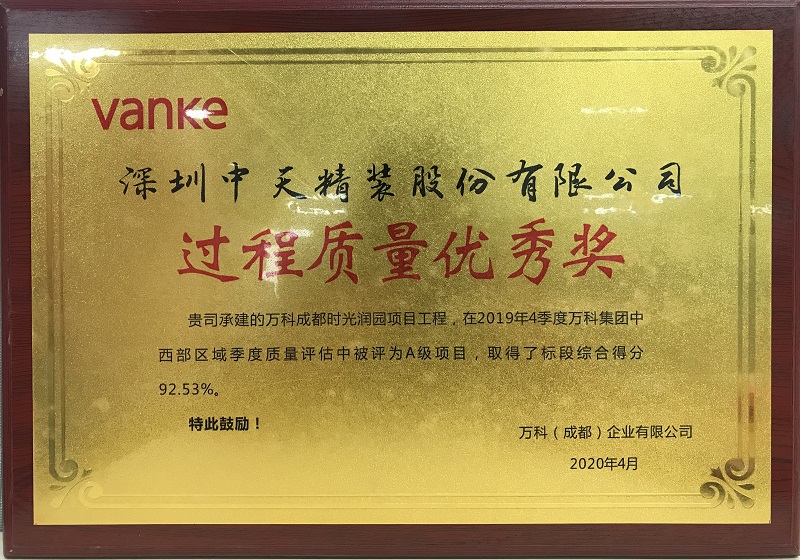 vanke
深圳中天精装股份有限公司
过程质量优秀奖
贵司承建的万科成都时光润园项目工程，在2019年4季度万科集团中
西部区域季度质量评估中被评为A级项目，取得了标段综合得分
92.53%。
特此鼓励！
万科（成都）企业有限公司
2020年4月